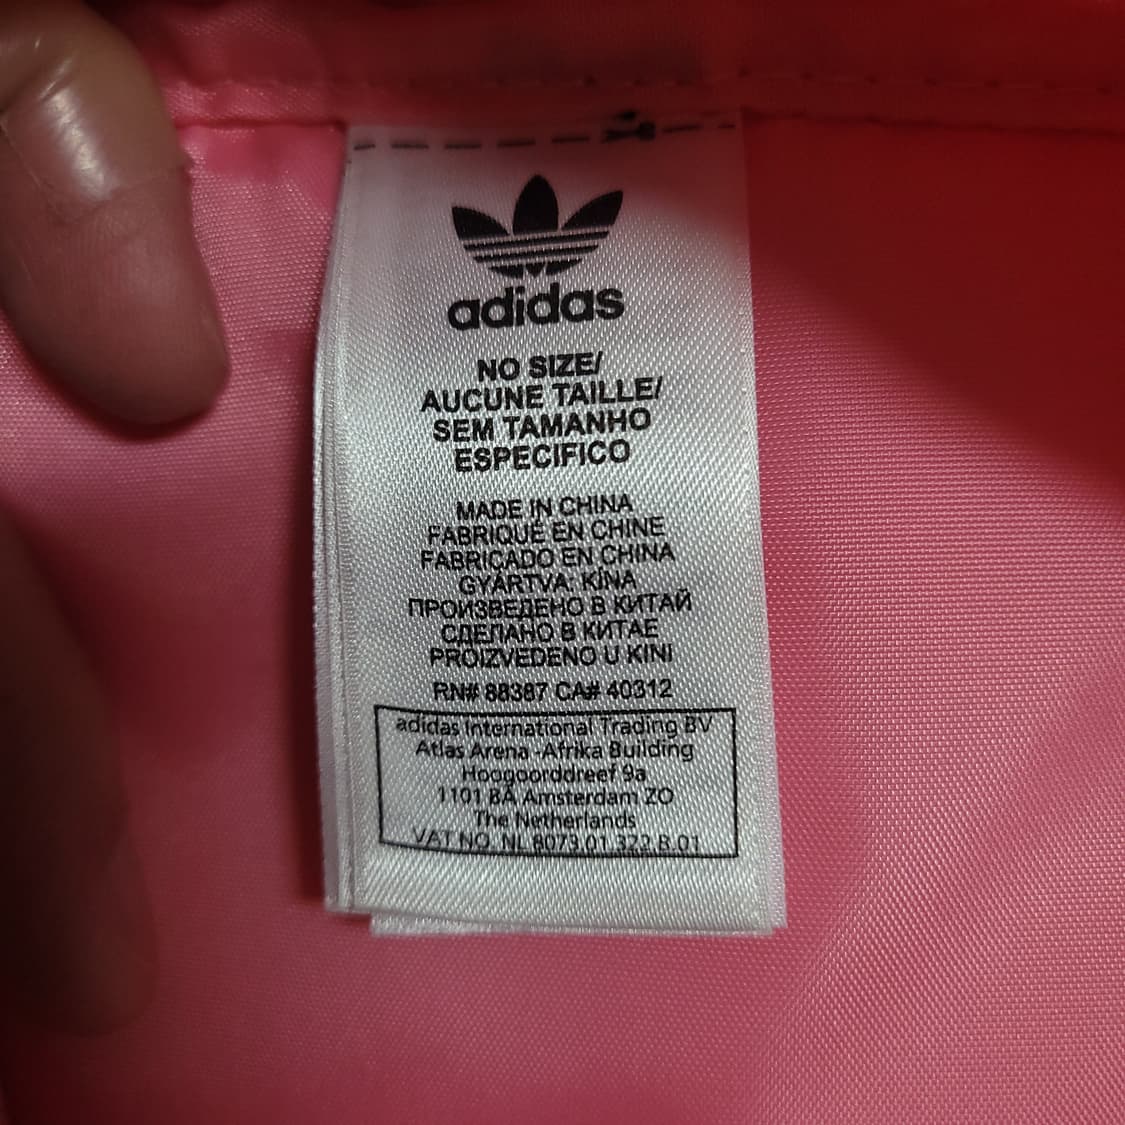 adidas
NO SIZE/
AUCUNE TAILLE/
SEM TAMANHO
ESPECIFICO
MADE IN CHINA
FABRIQUÉ EN CHINE
FABRICADO EN CHINA
GYÁRTVA: KÍNA
ПРОИЗВЕДЕНО В КИТАЙ
СДЕЛАНО В КИТАЕ
PROIZVEDENO U KINI
RN# 88387 CA# 40312
adidas International Trading BV
Atlas Arena -Afrika Building
Hoogoorddreef 9a
1101 BA Amsterdam ZO
The Netherlands
VAT NO. NL 8073.01.322.B.01